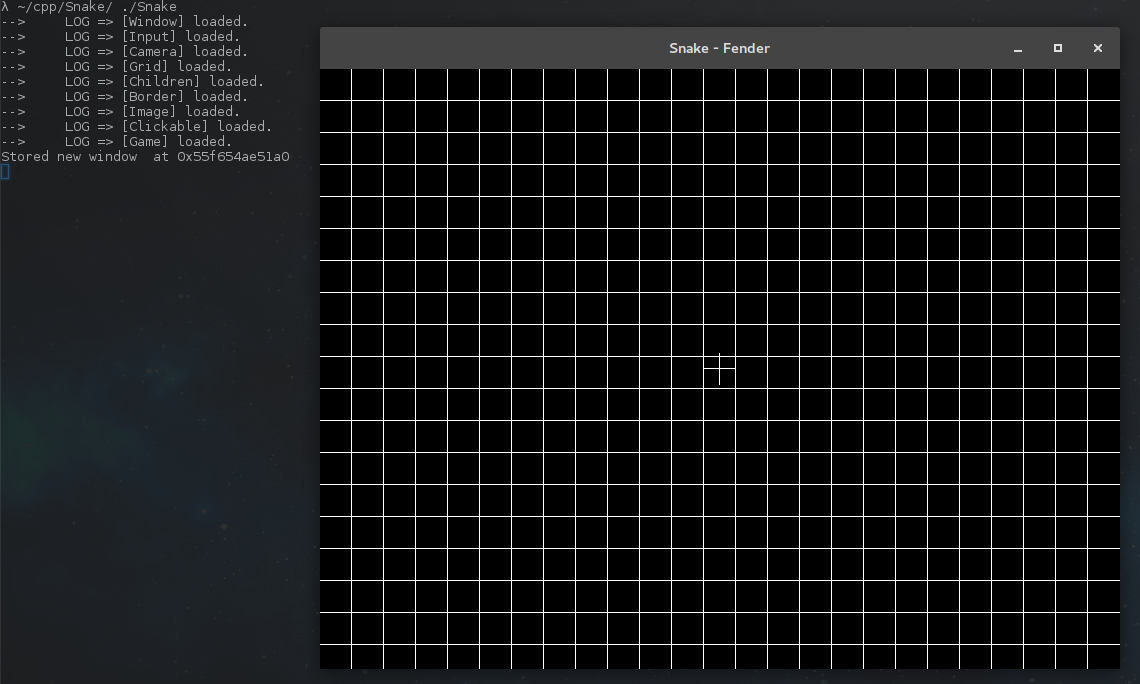 λ ~/cpp/Snake/ ./Snake
-->     LOG => [Window] loaded.
-->     LOG => [Input] loaded.
-->     LOG => [Camera] loaded.
-->     LOG => [Grid] loaded.
-->     LOG => [Children] loaded.
-->     LOG => [Border] loaded.
-->     LOG => [Image] loaded.
-->     LOG => [Clickable] loaded.
-->     LOG => [Game] loaded.
Stored new window  at 0x55f654ae51a0
Snake - Fender